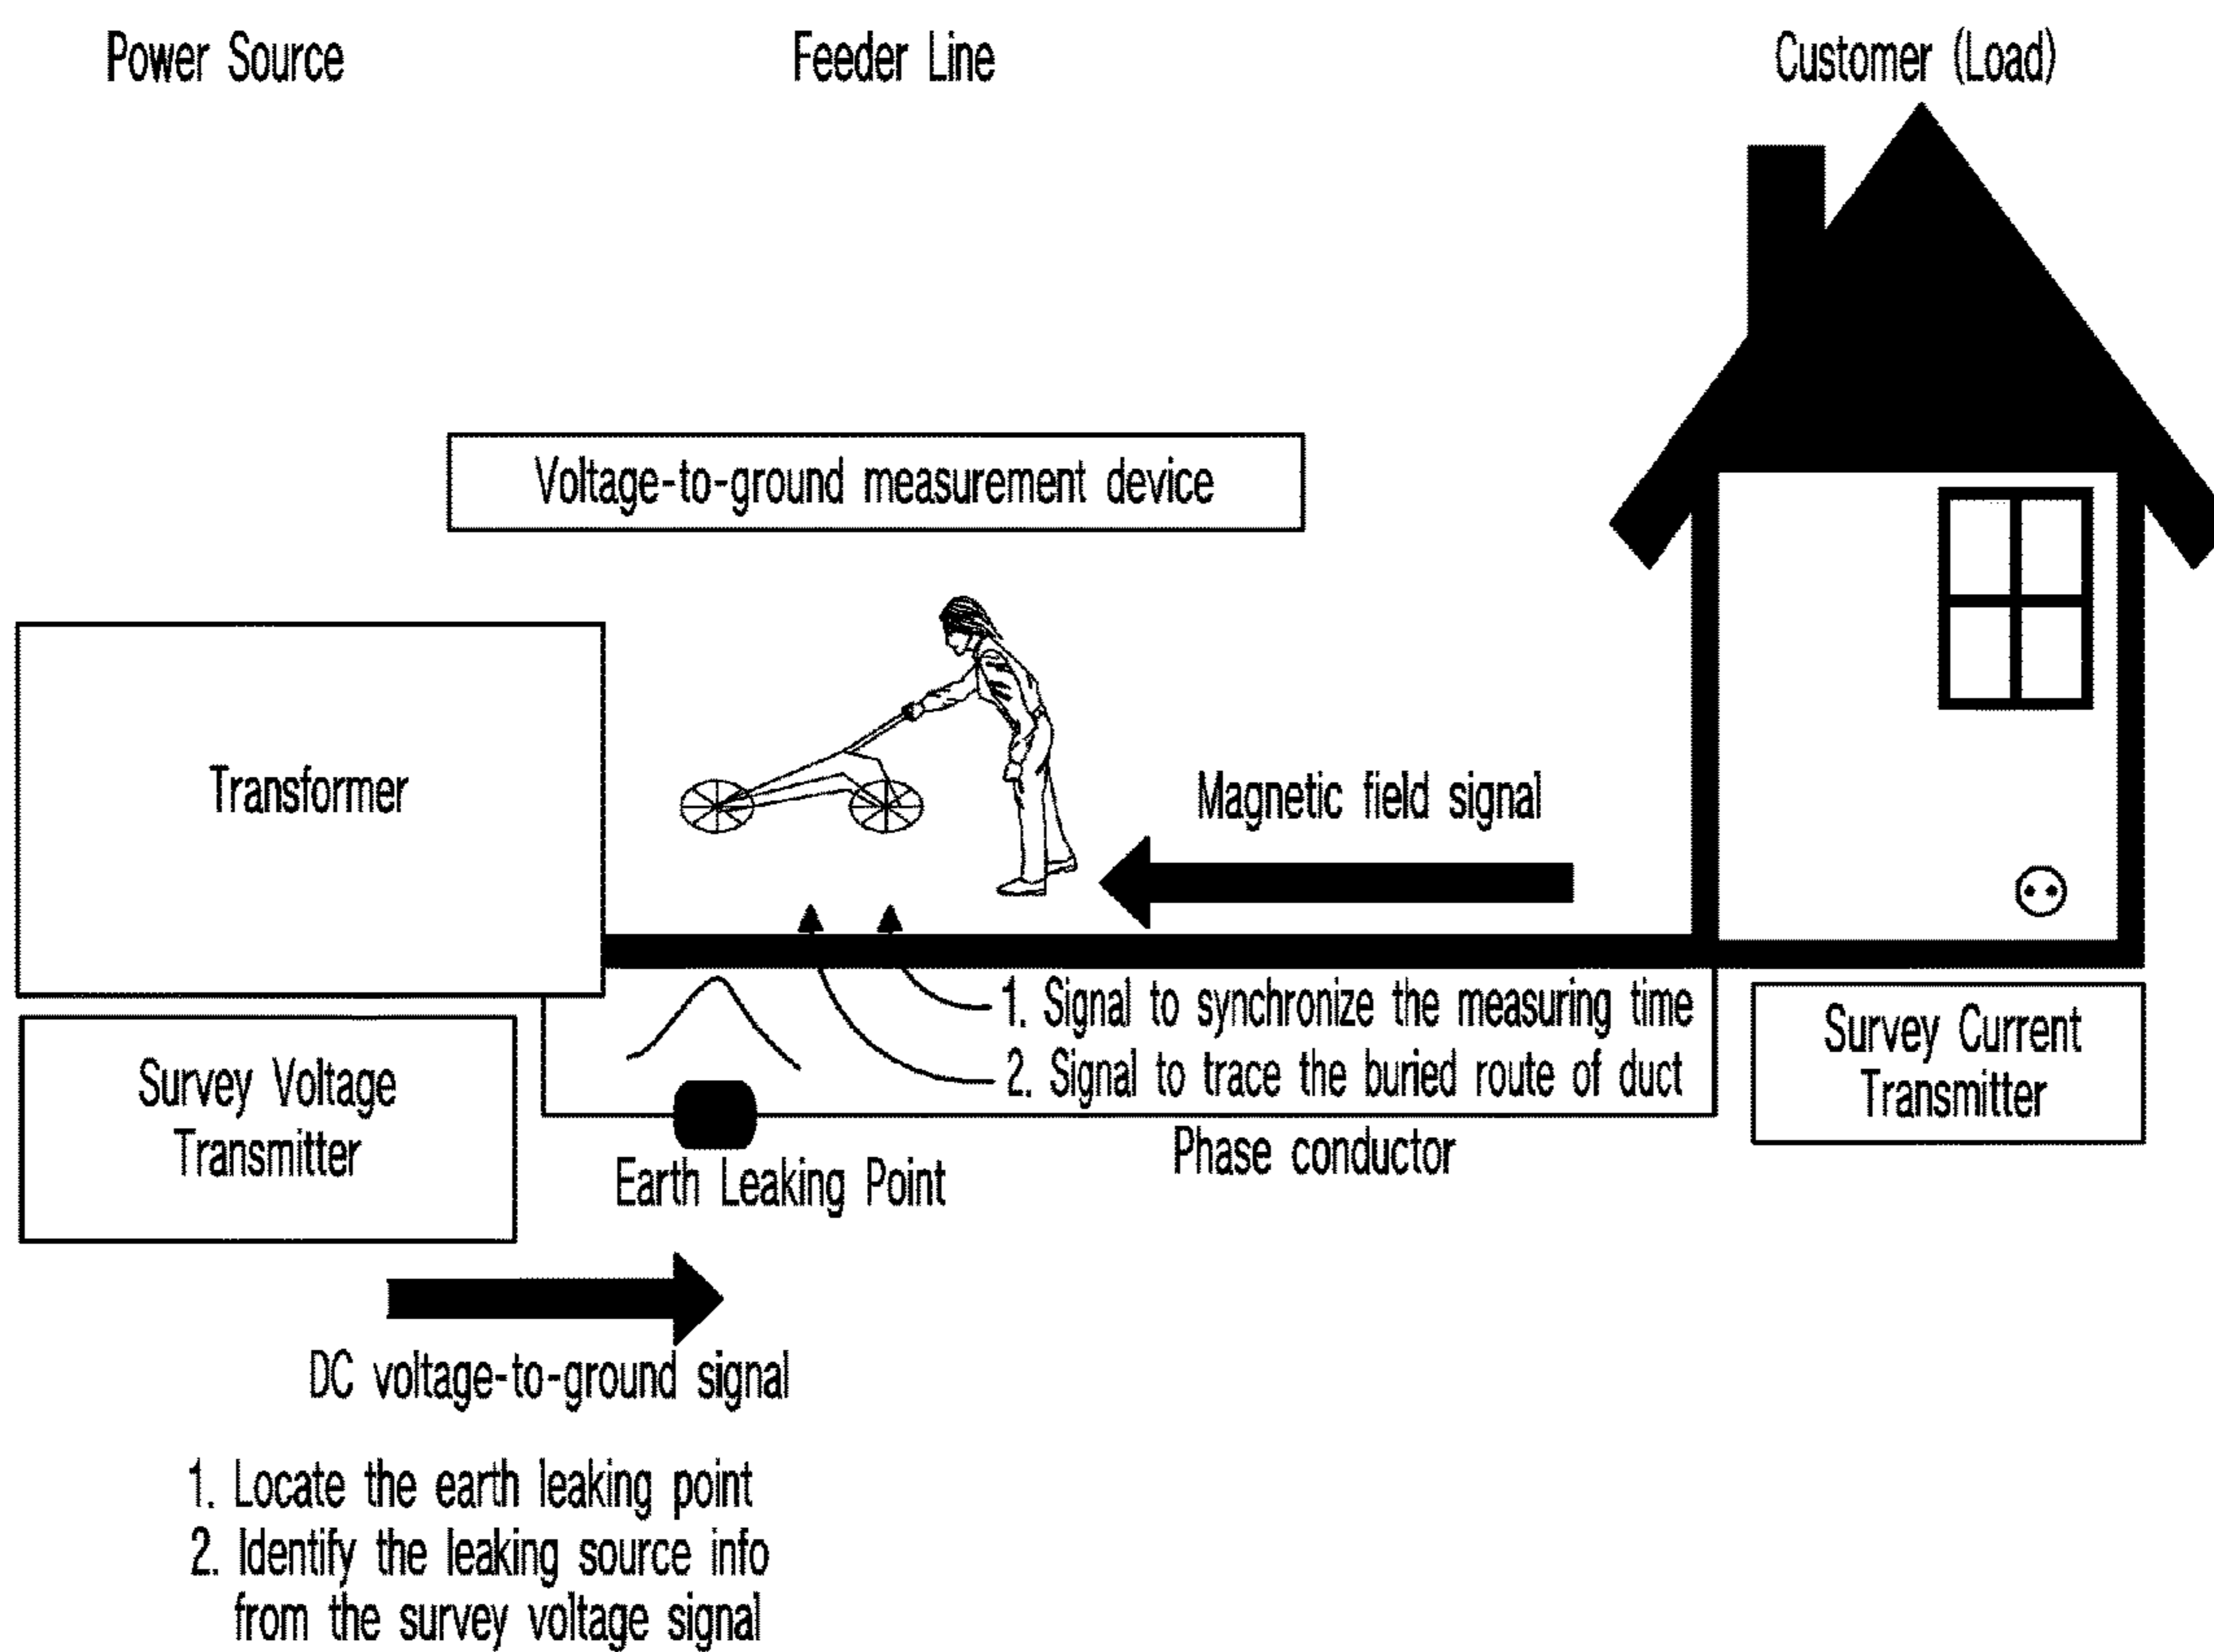 Power Source
Feeder Line
Customer (Load)
Voltage-to-ground measurement device
Transformer
Magnetic field signal
1. Signal to synchronize the measuring time
2. Signal to trace the buried route of duct
Survey Current
Transmitter
Survey Voltage
Transmitter
Phase conductor
Earth Leaking Point
DC voltage-to-ground signal
1. Locate the earth leaking point
2. Identify the leaking source info
from the survey voltage signal